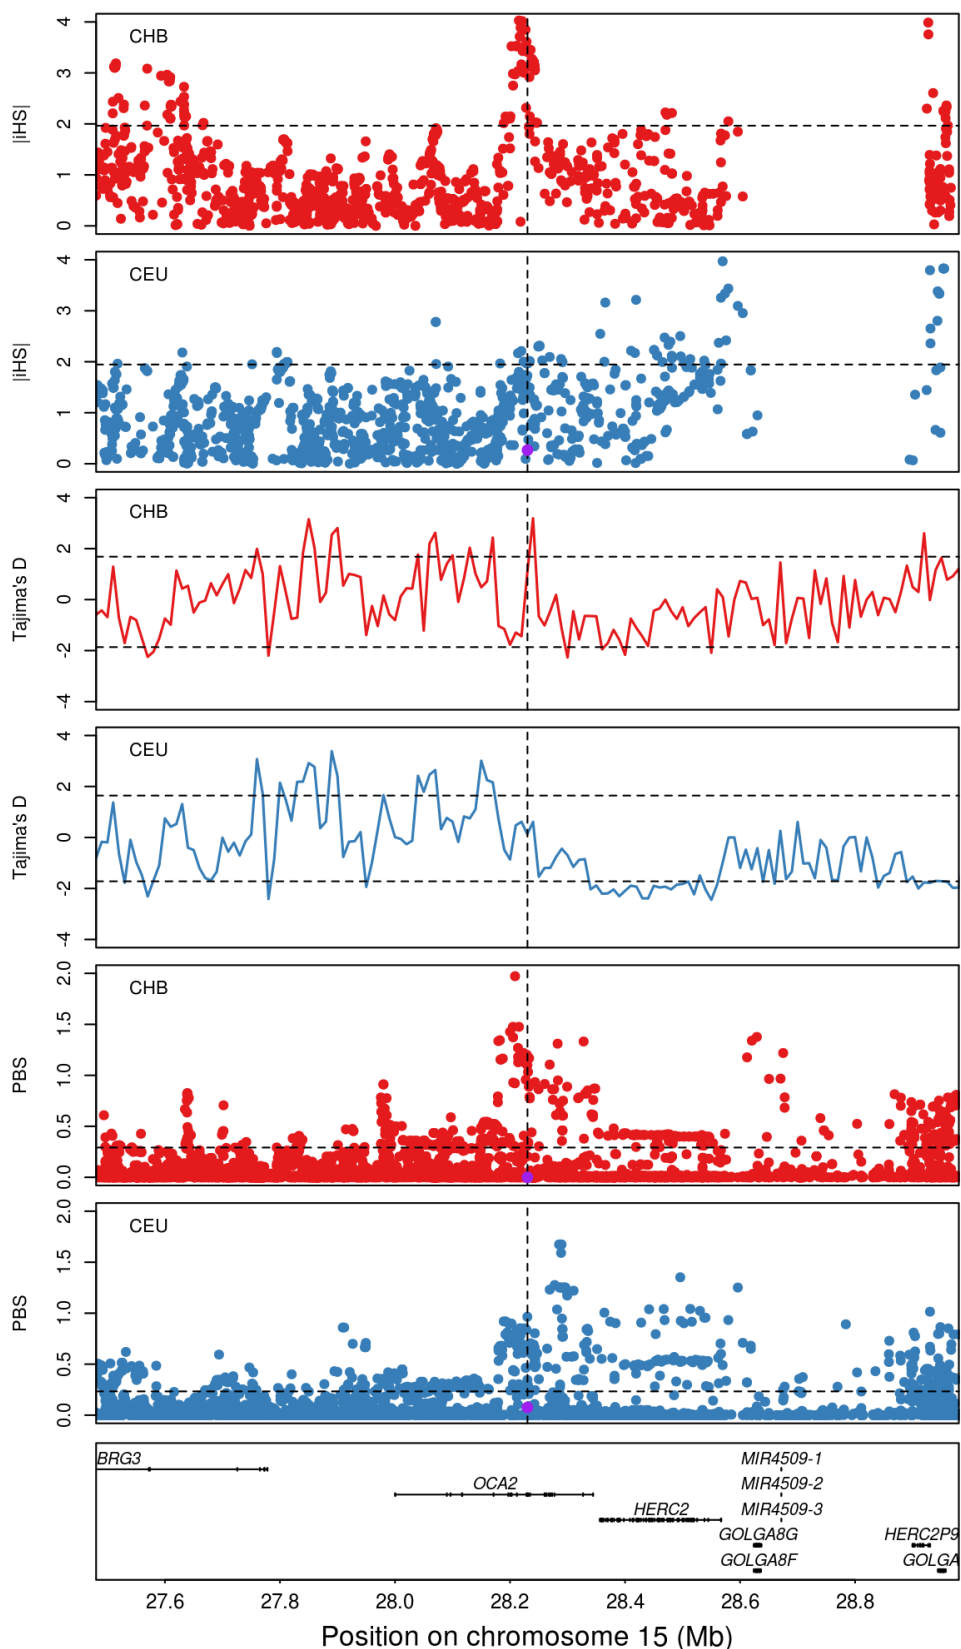 CHB
|iHS|
4
3
2
1
0
CEU
|iHS|
4
3
2
1
0
CHB
Tajima's D
4
2
0
-2
-4
CEU
Tajima's D
4
2
0
-2
-4
CHB
PBS
2.0
1.5
1.0
0.5
0.0
CEU
PBS
2.0
1.5
1.0
0.5
0.0
BRG3 MIR4509-1
OCA2 MIR4509-2
HERC2 MIR4509-3
GOLGA8G HERC2P9
GOLGA8F GOLGA
27.6 27.8 28.0 28.2 28.4 28.6 28.8
Position on chromosome 15 (Mb)